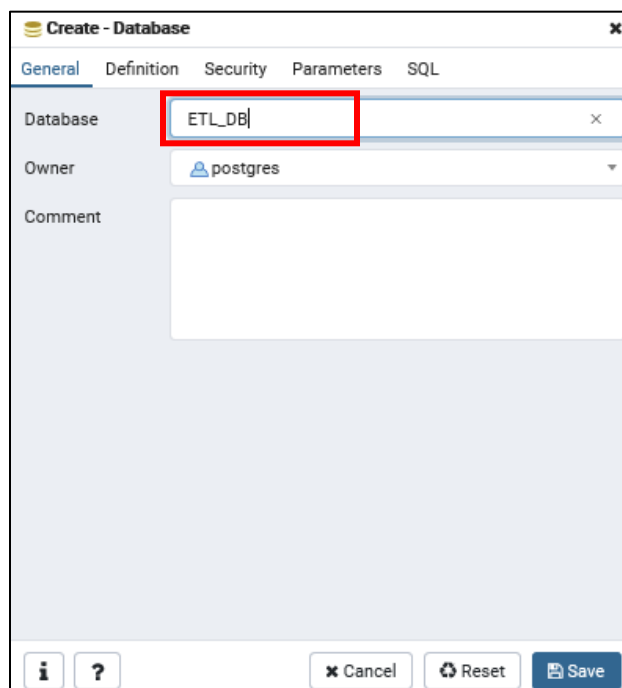 Create - Database
General Definition Security Parameters SQL
Database ETL_DB
Owner postgres
Comment
i ? Cancel Reset Save